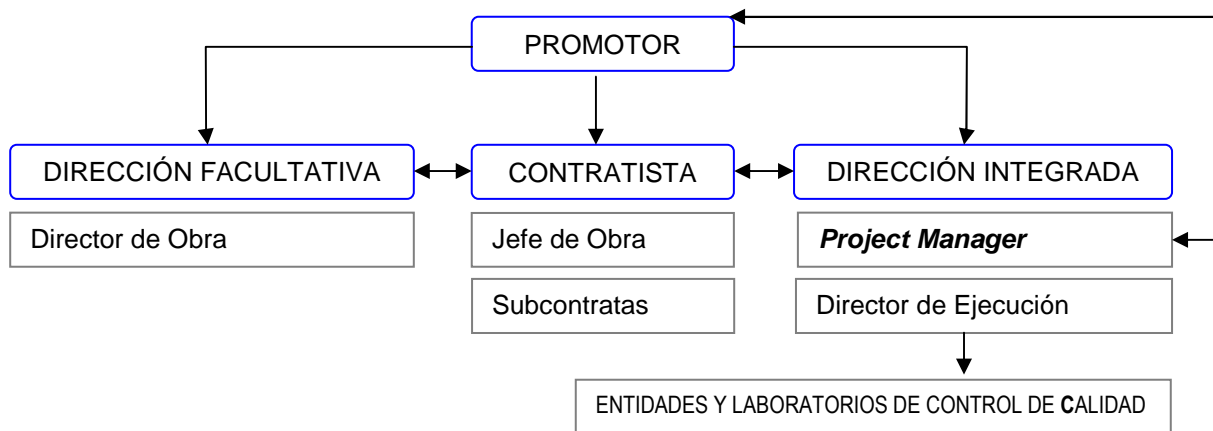 PROMOTOR
DIRECCIÓN FACULTATIVA
CONTRATISTA
DIRECCIÓN INTEGRADA
Director de Obra
Jefe de Obra
Project Manager
Subcontratas
Director de Ejecución
ENTIDADES Y LABORATORIOS DE CONTROL DE CALIDAD